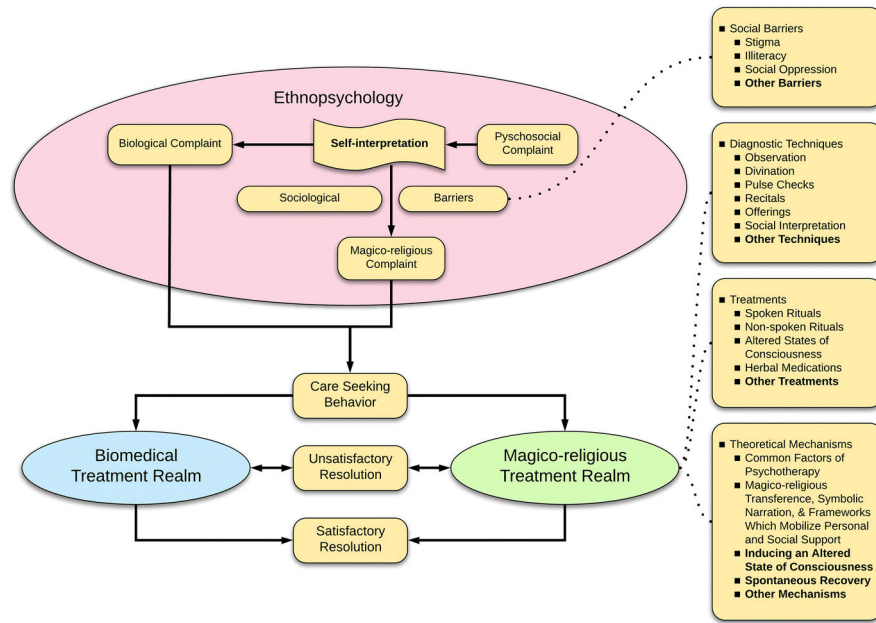 Ethnopsychology
Biological Complaint
Self-interpretation
Pyschosocial
Complaint
Sociological
Barriers
Magico-religious
Complaint
Care Seeking
Behavior
Biomedical
Treatment Realm
Unsatisfactory
Resolution
Magico-religious
Treatment Realm
Satisfactory
Resolution
■ Social Barriers
■ Stigma
■ Illiteracy
■ Social Oppression
■ Other Barriers
■ Diagnostic Techniques
■ Observation
■ Divination
■ Pulse Checks
■ Recitals
■ Offerings
■ Social Interpretation
■ Other Techniques
■ Treatments
■ Spoken Rituals
■ Non-spoken Rituals
■ Altered States of
Consciousness
■ Herbal Medications
■ Other Treatments
■ Theoretical Mechanisms
■ Common Factors of
Psychotherapy
■ Magico-religious
Transference, Symbolic
Narration, & Frameworks
Which Mobilize Personal
and Social Support
■ Inducing an Altered
State of Consciousness
■ Spontaneous Recovery
■ Other Mechanisms